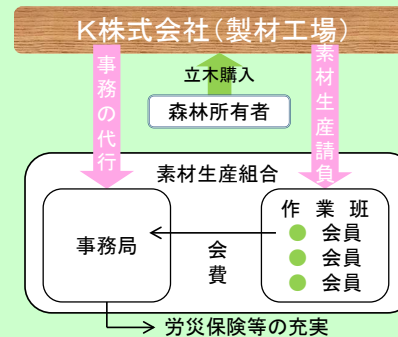 K株式会社(製材工場)
事務の代行
立木購入
素材生産請負
森林所有者
素材生産組合
事務局
会費
作業班
● 会員
● 会員
● 会員
労災保険等の充実